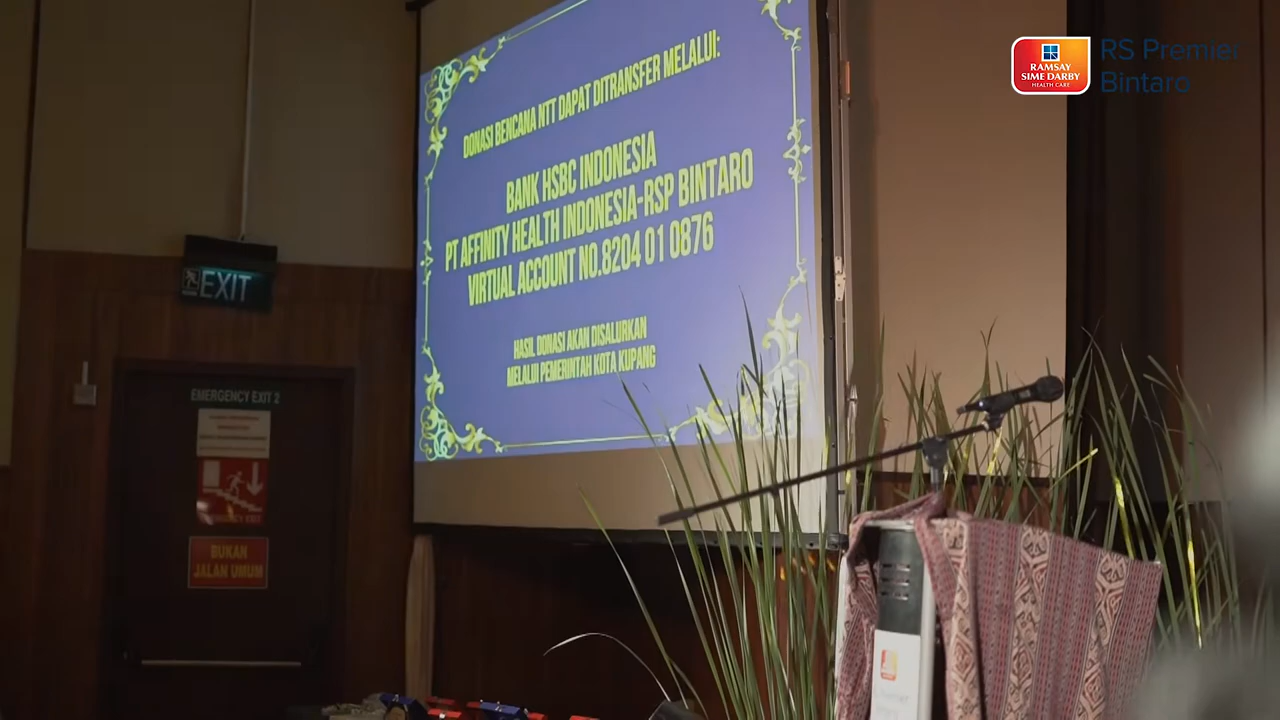 DONASI BENCANA NTT DAPAT DITRANSFER MELALUI:
BANK HSBC INDONESIA
PT AFFINITY HEALTH INDONESIA-RSP BINTARO
VIRTUAL ACCOUNT NO.8204 01 0876
HASIL DONASI AKAN DISALURKAN
MELALUI PEMERINTAH KOTA KUPANG
RAMSAY
SIME DARBY
HEALTH CARE
RS Premier
Bintaro
EXIT
EMERGENCY EXIT 2
EMERGENCY EXIT
BUKAN
JALAN UMUM